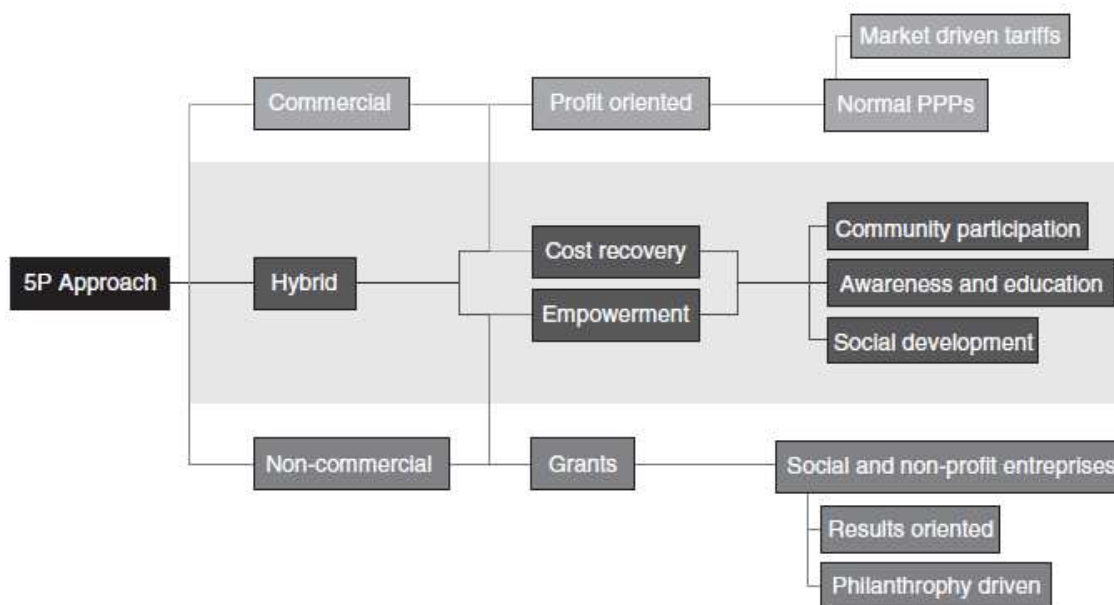 Market driven tariffs
Commercial
Profit oriented
Normal PPPs
Community participation
Cost recovery
5P Approach
Hybrid
Awareness and education
Empowerment
Social development
Non-commercial
Grants
Social and non-profit entreprises
Results oriented
Philanthropy driven